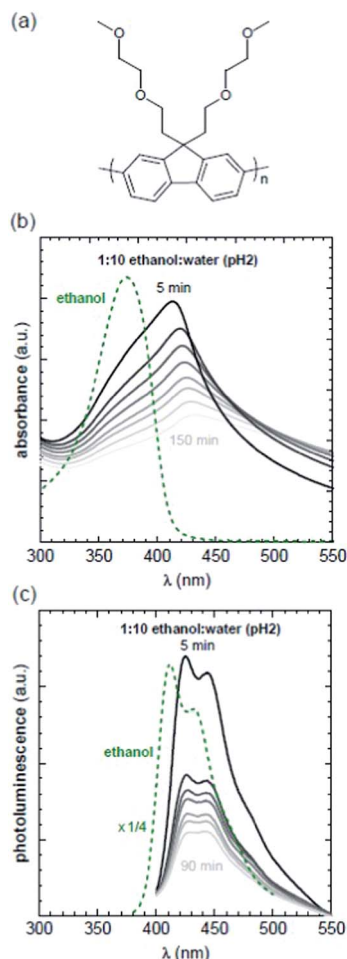 (a)
O
O
O
O
n
(b)
1:10 ethanol:water (pH2)
ethanol
5 min
150 min
absorbance (a.u.)
300 350 400 450 500 550
λ (nm)
(c)
1:10 ethanol:water (pH2)
5 min
ethanol
x 1/4
90 min
photoluminescence (a.u.)
300 350 400 450 500 550
λ (nm)